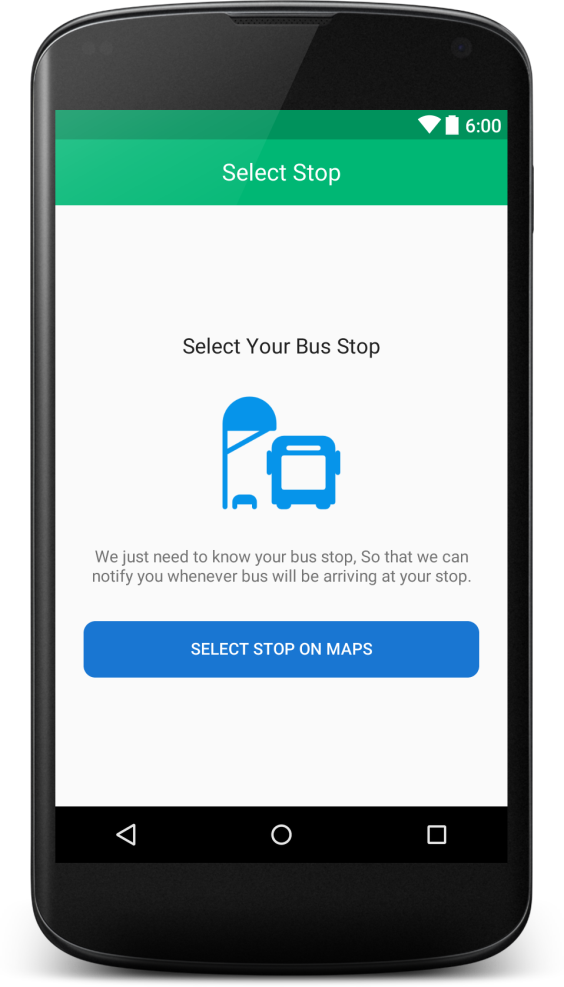 6:00
Select Stop
Select Your Bus Stop
We just need to know your bus stop, So that we can
notify you whenever bus will be arriving at your stop.
SELECT STOP ON MAPS